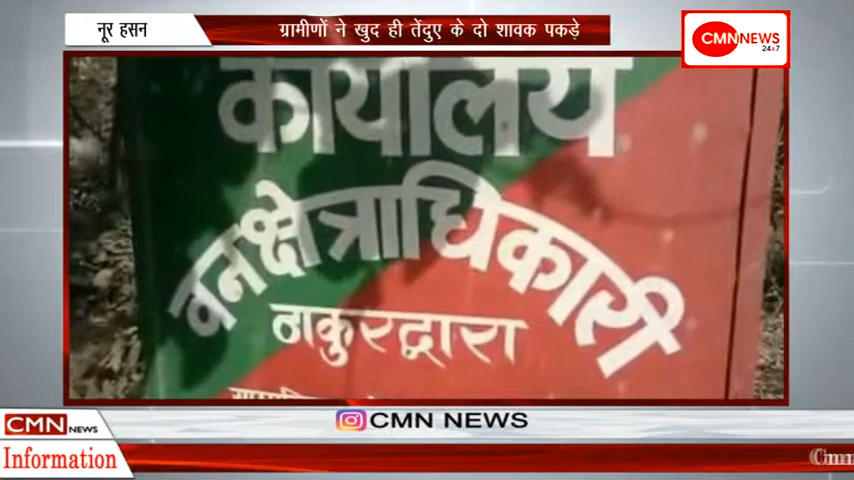 नूर हसन
ग्रामीणों ने खुद ही तेंदुए के दो शावक पकड़े
CMN NEWS
24x7
कार्यालय
वनक्षेत्राधिकारी
ठाकुरद्वारा
CMN NEWS
CMN NEWS
Information